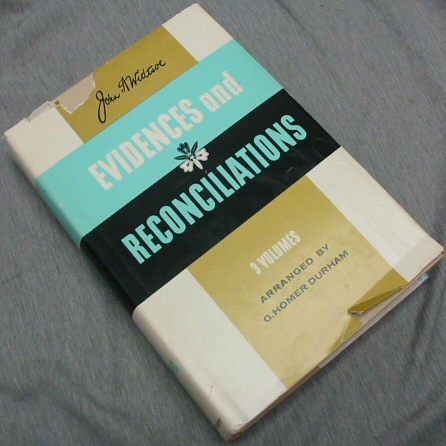 John A Widtsoe
EVIDENCES and
RECONCILIATIONS
3 VOLUMES
ARRANGED BY
G. HOMER DURHAM